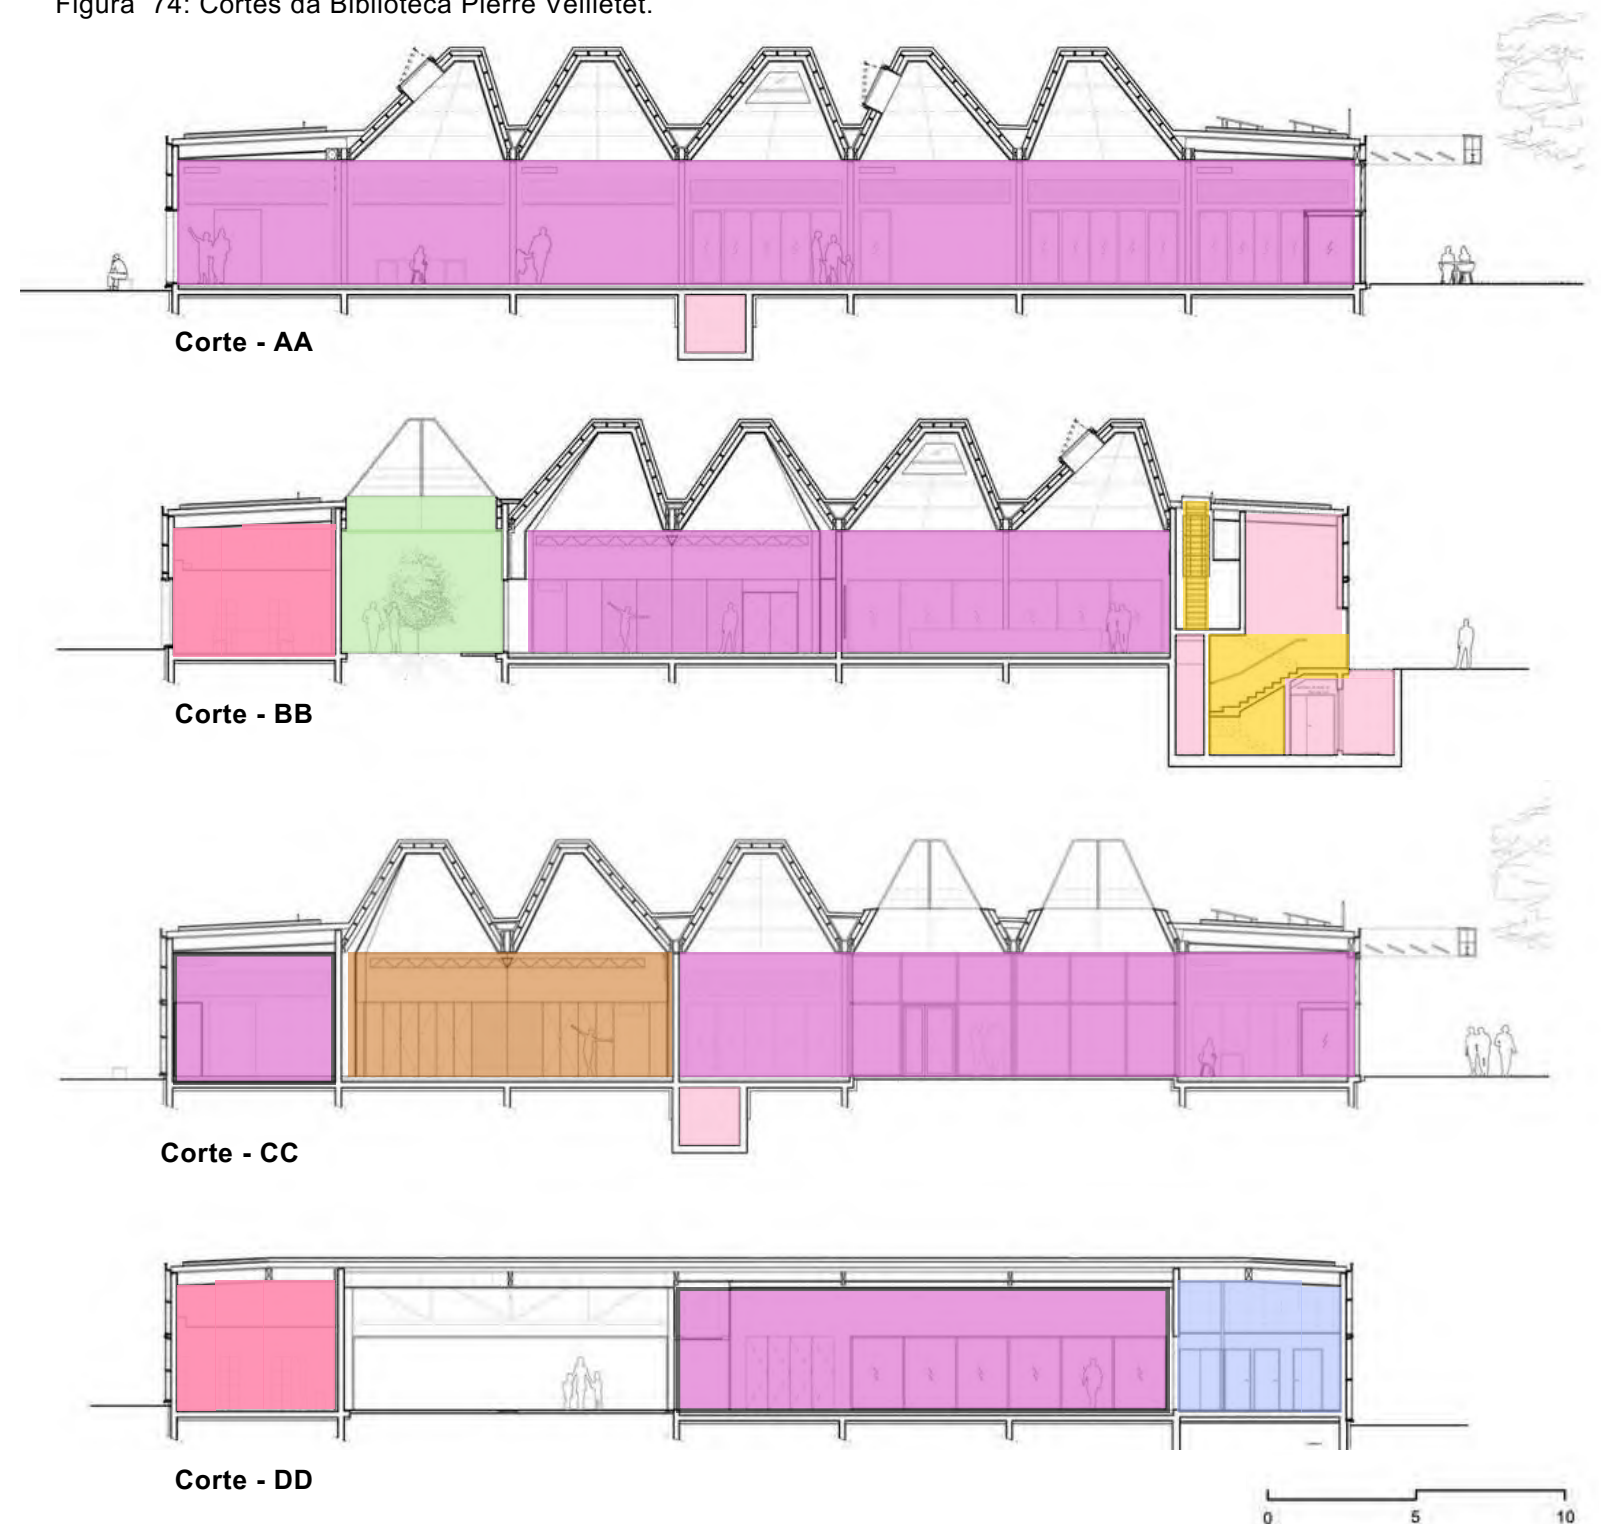 Figura 74: Cortes da Biblioteca Pierre Veilletet.
Corte - AA
Corte - BB
Corte - CC
Corte - DD
0 5 10